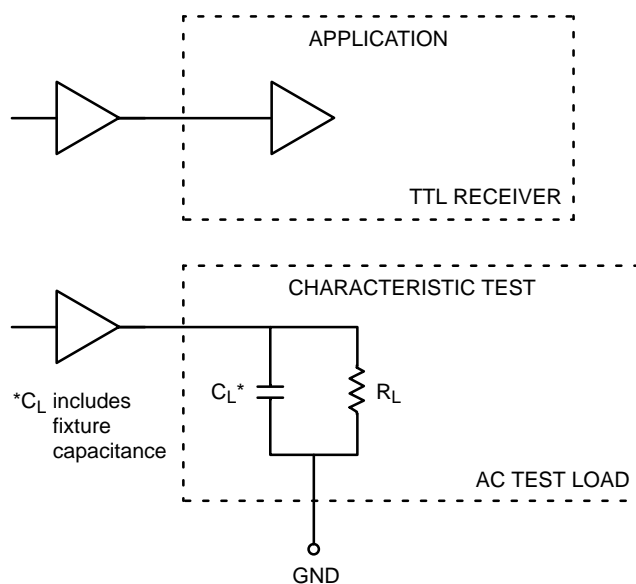 APPLICATION
TTL RECEIVER
CHARACTERISTIC TEST
*CL includes
fixture
capacitance
CL*
RL
AC TEST LOAD
GND